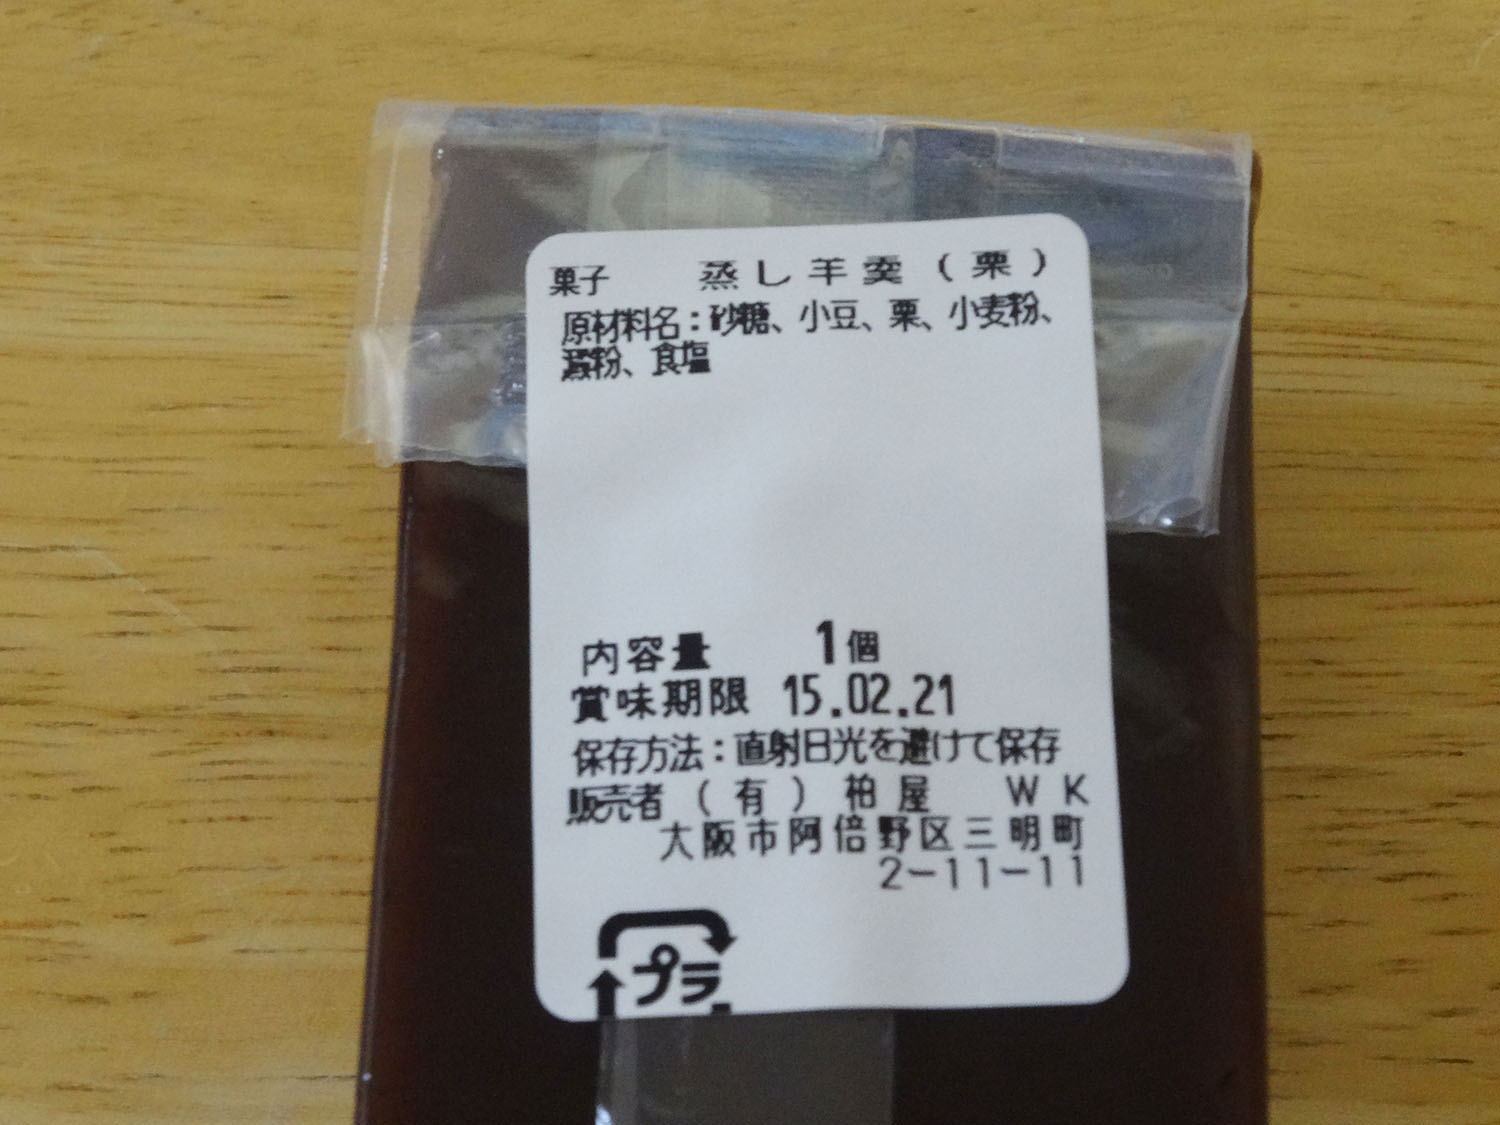 菓子 蒸し羊羹(栗)
原材料名:砂糖、小豆、栗、小麦粉、
澱粉、食塩
内容量 1個
賞味期限 15.02.21
保存方法:直射日光を避けて保存
販売者 (有)柏屋 WK
大阪市阿倍野区三明町
2-11-11
プラ